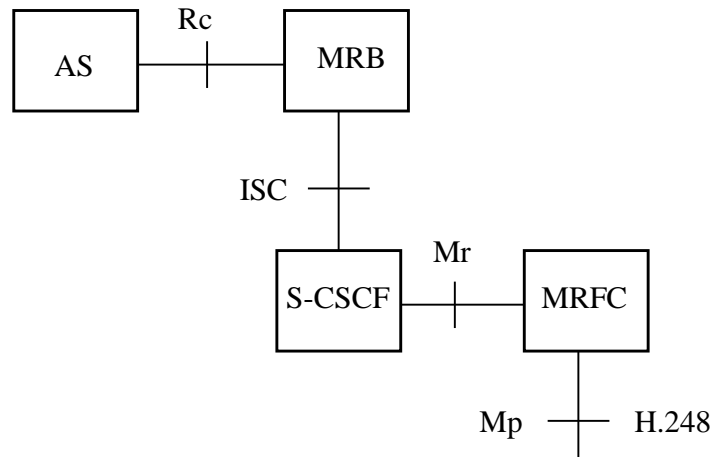 Rc
AS
MRB
ISC
Mr
S-CSCF
MRFC
Mp
H.248